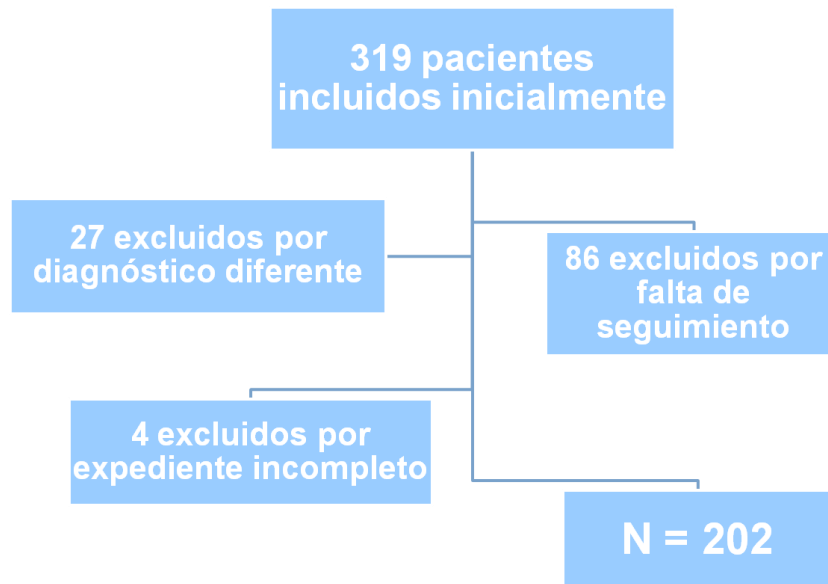 319 pacientes
incluidos inicialmente
27 excluidos por
diagnóstico diferente
86 excluidos por
falta de
seguimiento
4 excluidos por
expediente incompleto
N = 202